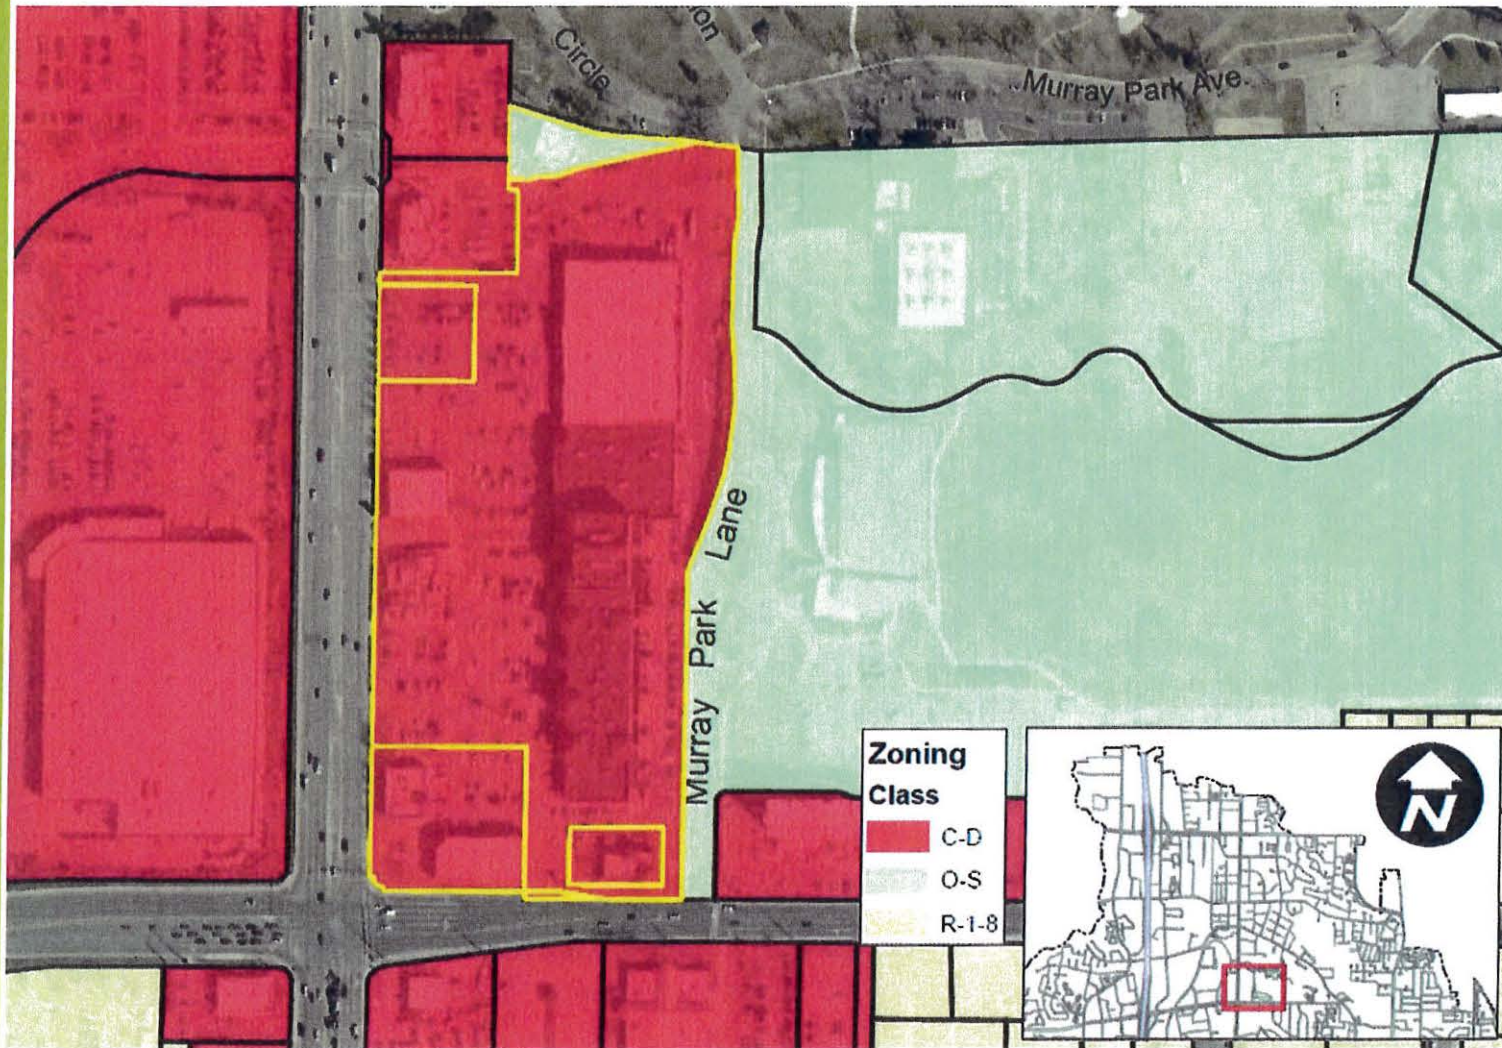 Circle
Murray Park Ave.
Murray Park Lane
Zoning
Class
C-D
O-S
R-1-8
N